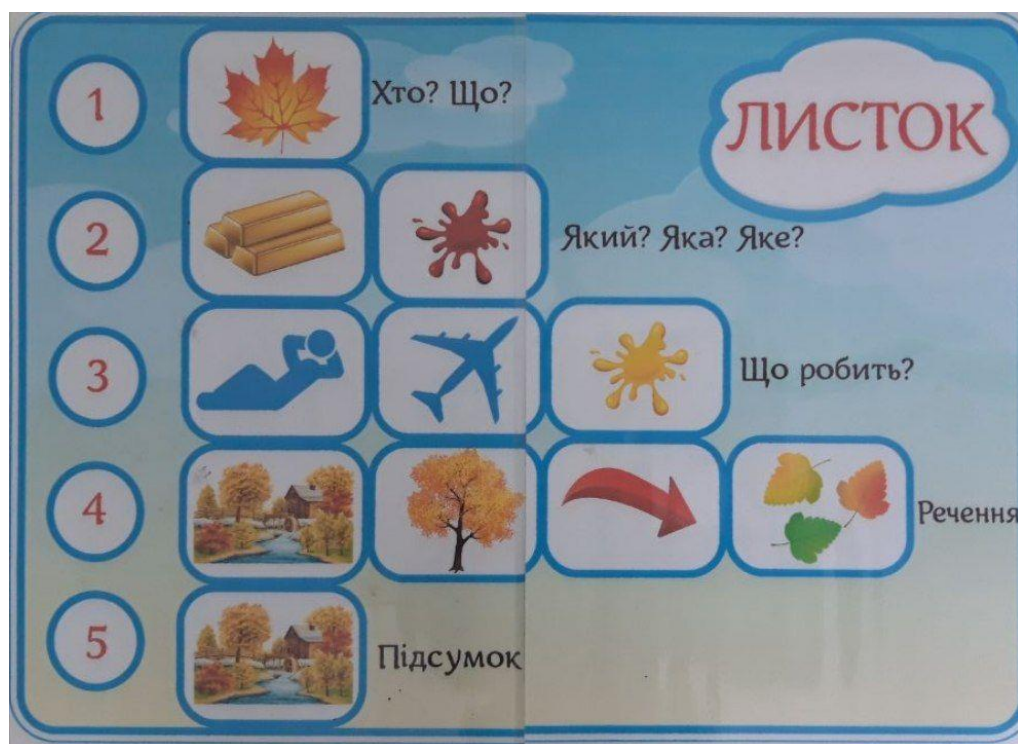 ЛИСТОК
1
Хто? Що?
2
Який? Яка? Яке?
3
Що робить?
4
Речення
5
Підсумок